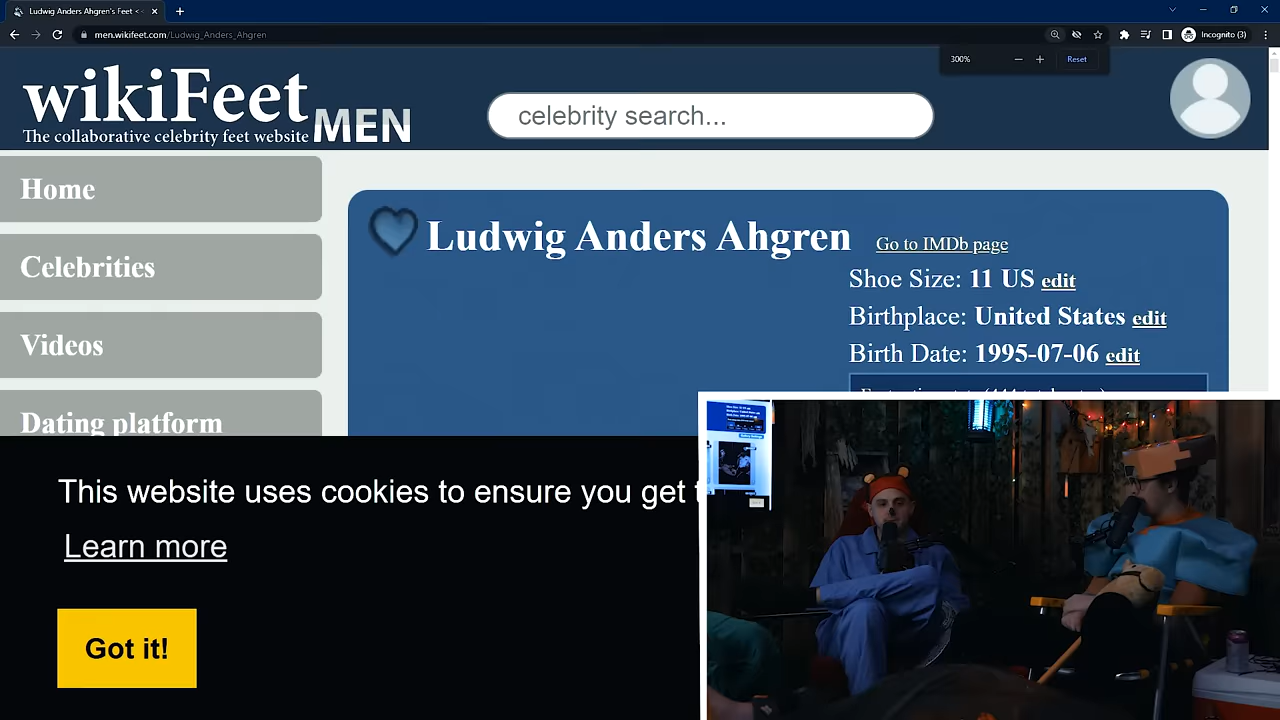 Ludwig Anders Ahgren's Feet <<
men.wikifeet.com/Ludwig_Anders_Ahgren
Incognito (3)
300%
Reset
wikiFeet MEN
The collaborative celebrity feet website
celebrity search...
Home
Celebrities
Videos
Dating platform
Ludwig Anders Ahgren Go to IMDb page
Shoe Size: 11 US edit
Birthplace: United States edit
Birth Date: 1995-07-06 edit
This website uses cookies to ensure you get
Learn more
Got it!